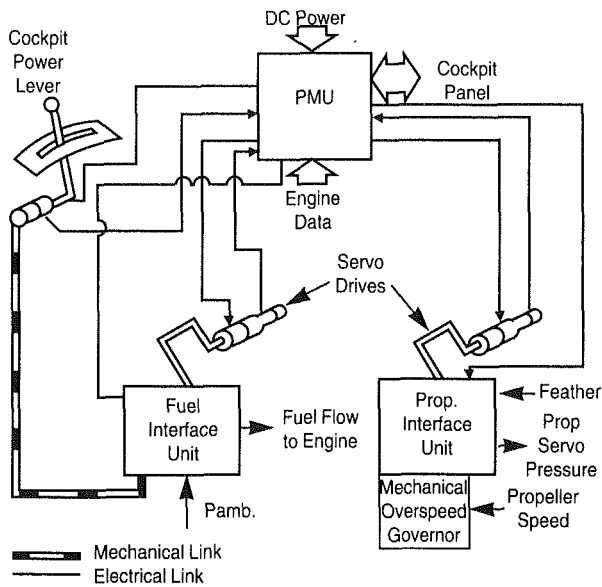 DC Power
Cockpit
Power
Lever
PMU
Cockpit
Panel
Engine
Data
Servo
Drives
Fuel
Interface
Unit
Fuel Flow
to Engine
Pamb.
Prop.
Interface
Unit
Feather
Prop
Servo
Pressure
Mechanical
Overspeed
Governor
Propeller
Speed
Mechanical Link
Electrical Link